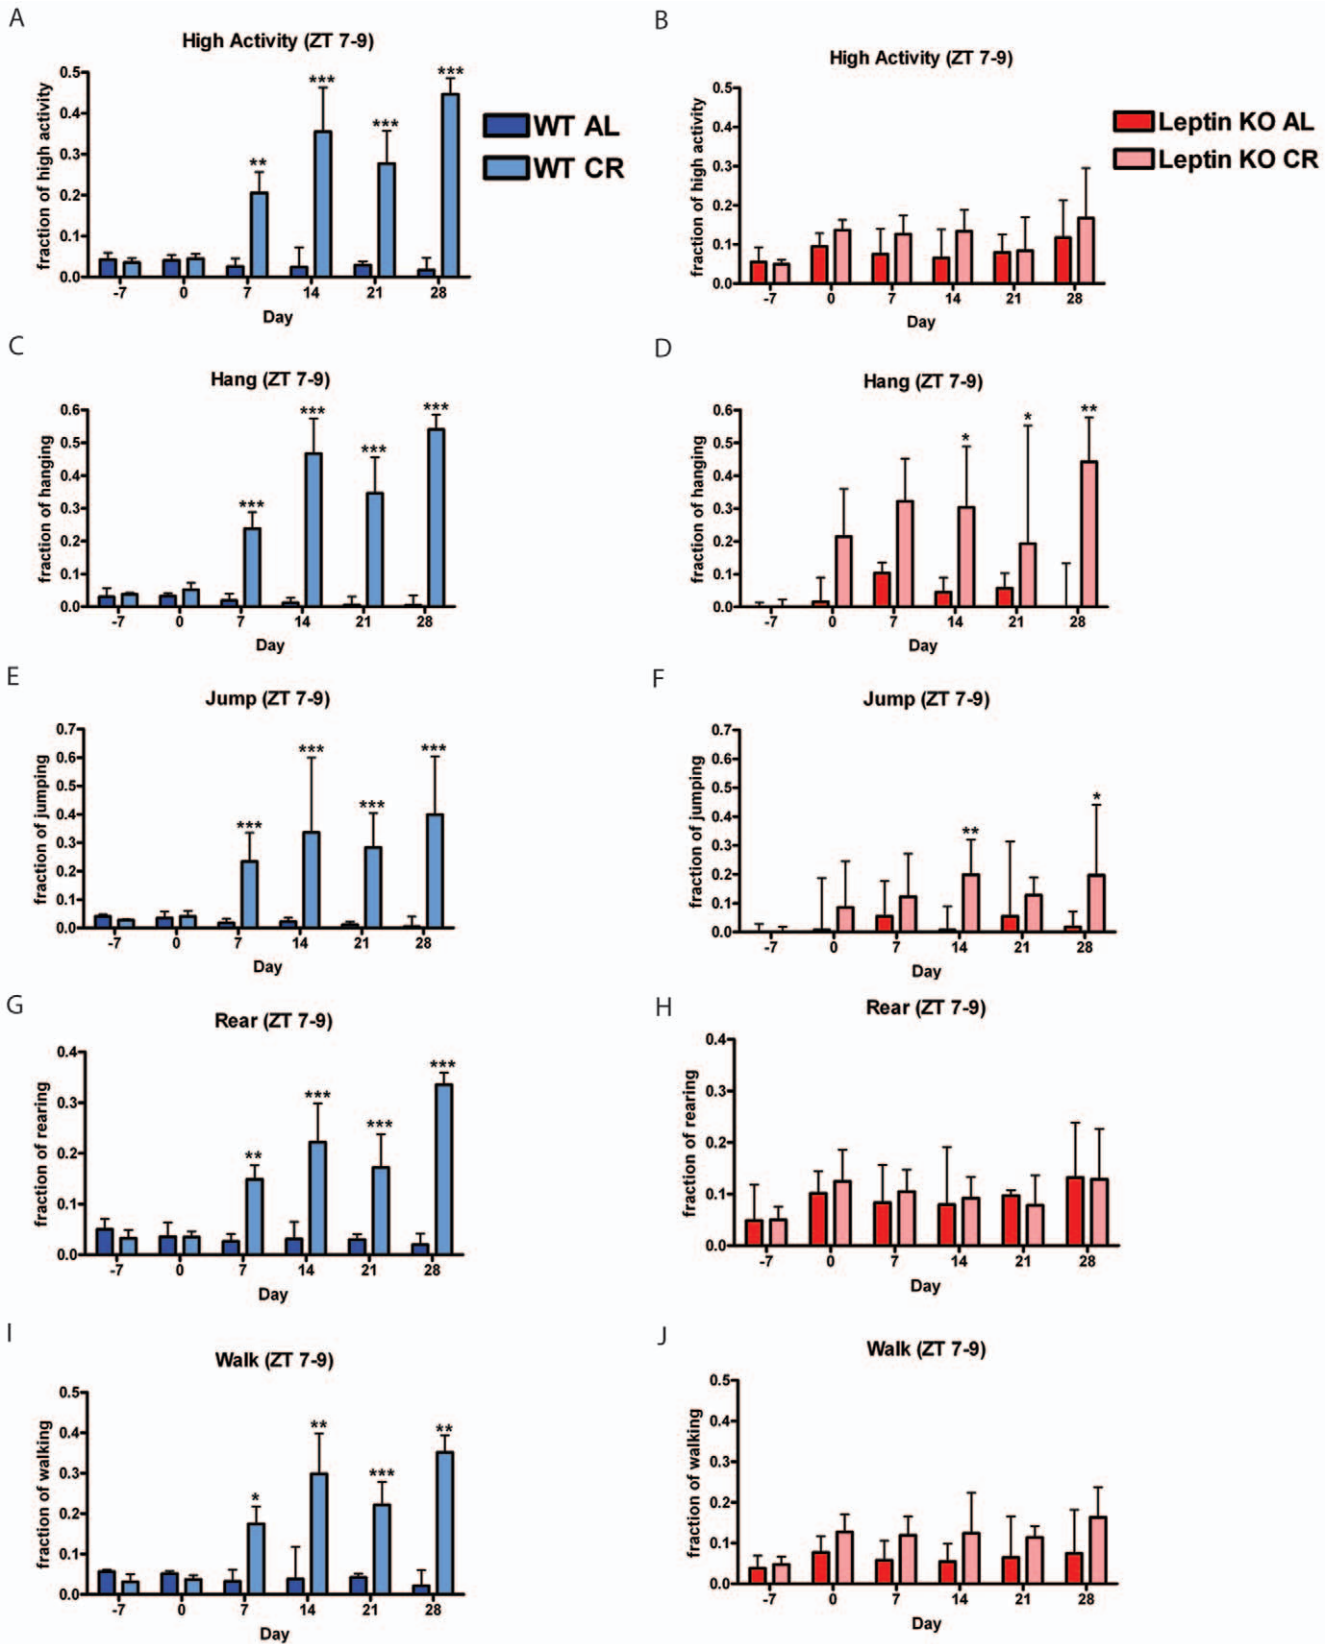 A
High Activity (ZT 7-9)
fraction of high activity
0.5
0.4
0.3
0.2
0.1
0.0
** *** *** ***
-7 0 7 14 21 28
Day
WT AL
WT CR
B
High Activity (ZT 7-9)
fraction of high activity
0.5
0.4
0.3
0.2
0.1
0.0
-7 0 7 14 21 28
Day
Leptin KO AL
Leptin KO CR
C
Hang (ZT 7-9)
fraction of hanging
0.6
0.5
0.4
0.3
0.2
0.1
0.0
*** *** *** ***
-7 0 7 14 21 28
Day
D
Hang (ZT 7-9)
fraction of hanging
0.6
0.5
0.4
0.3
0.2
0.1
0.0
* * **
-7 0 7 14 21 28
Day
E
Jump (ZT 7-9)
fraction of jumping
0.7
0.6
0.5
0.4
0.3
0.2
0.1
0.0
*** *** *** ***
-7 0 7 14 21 28
Day
F
Jump (ZT 7-9)
fraction of jumping
0.7
0.6
0.5
0.4
0.3
0.2
0.1
0.0
** *
-7 0 7 14 21 28
Day
G
Rear (ZT 7-9)
fraction of rearing
0.4
0.3
0.2
0.1
0.0
** *** *** ***
-7 0 7 14 21 28
Day
H
Rear (ZT 7-9)
fraction of rearing
0.4
0.3
0.2
0.1
0.0
-7 0 7 14 21 28
Day
I
Walk (ZT 7-9)
fraction of walking
0.5
0.4
0.3
0.2
0.1
0.0
* ** *** **
-7 0 7 14 21 28
Day
J
Walk (ZT 7-9)
fraction of walking
0.5
0.4
0.3
0.2
0.1
0.0
-7 0 7 14 21 28
Day